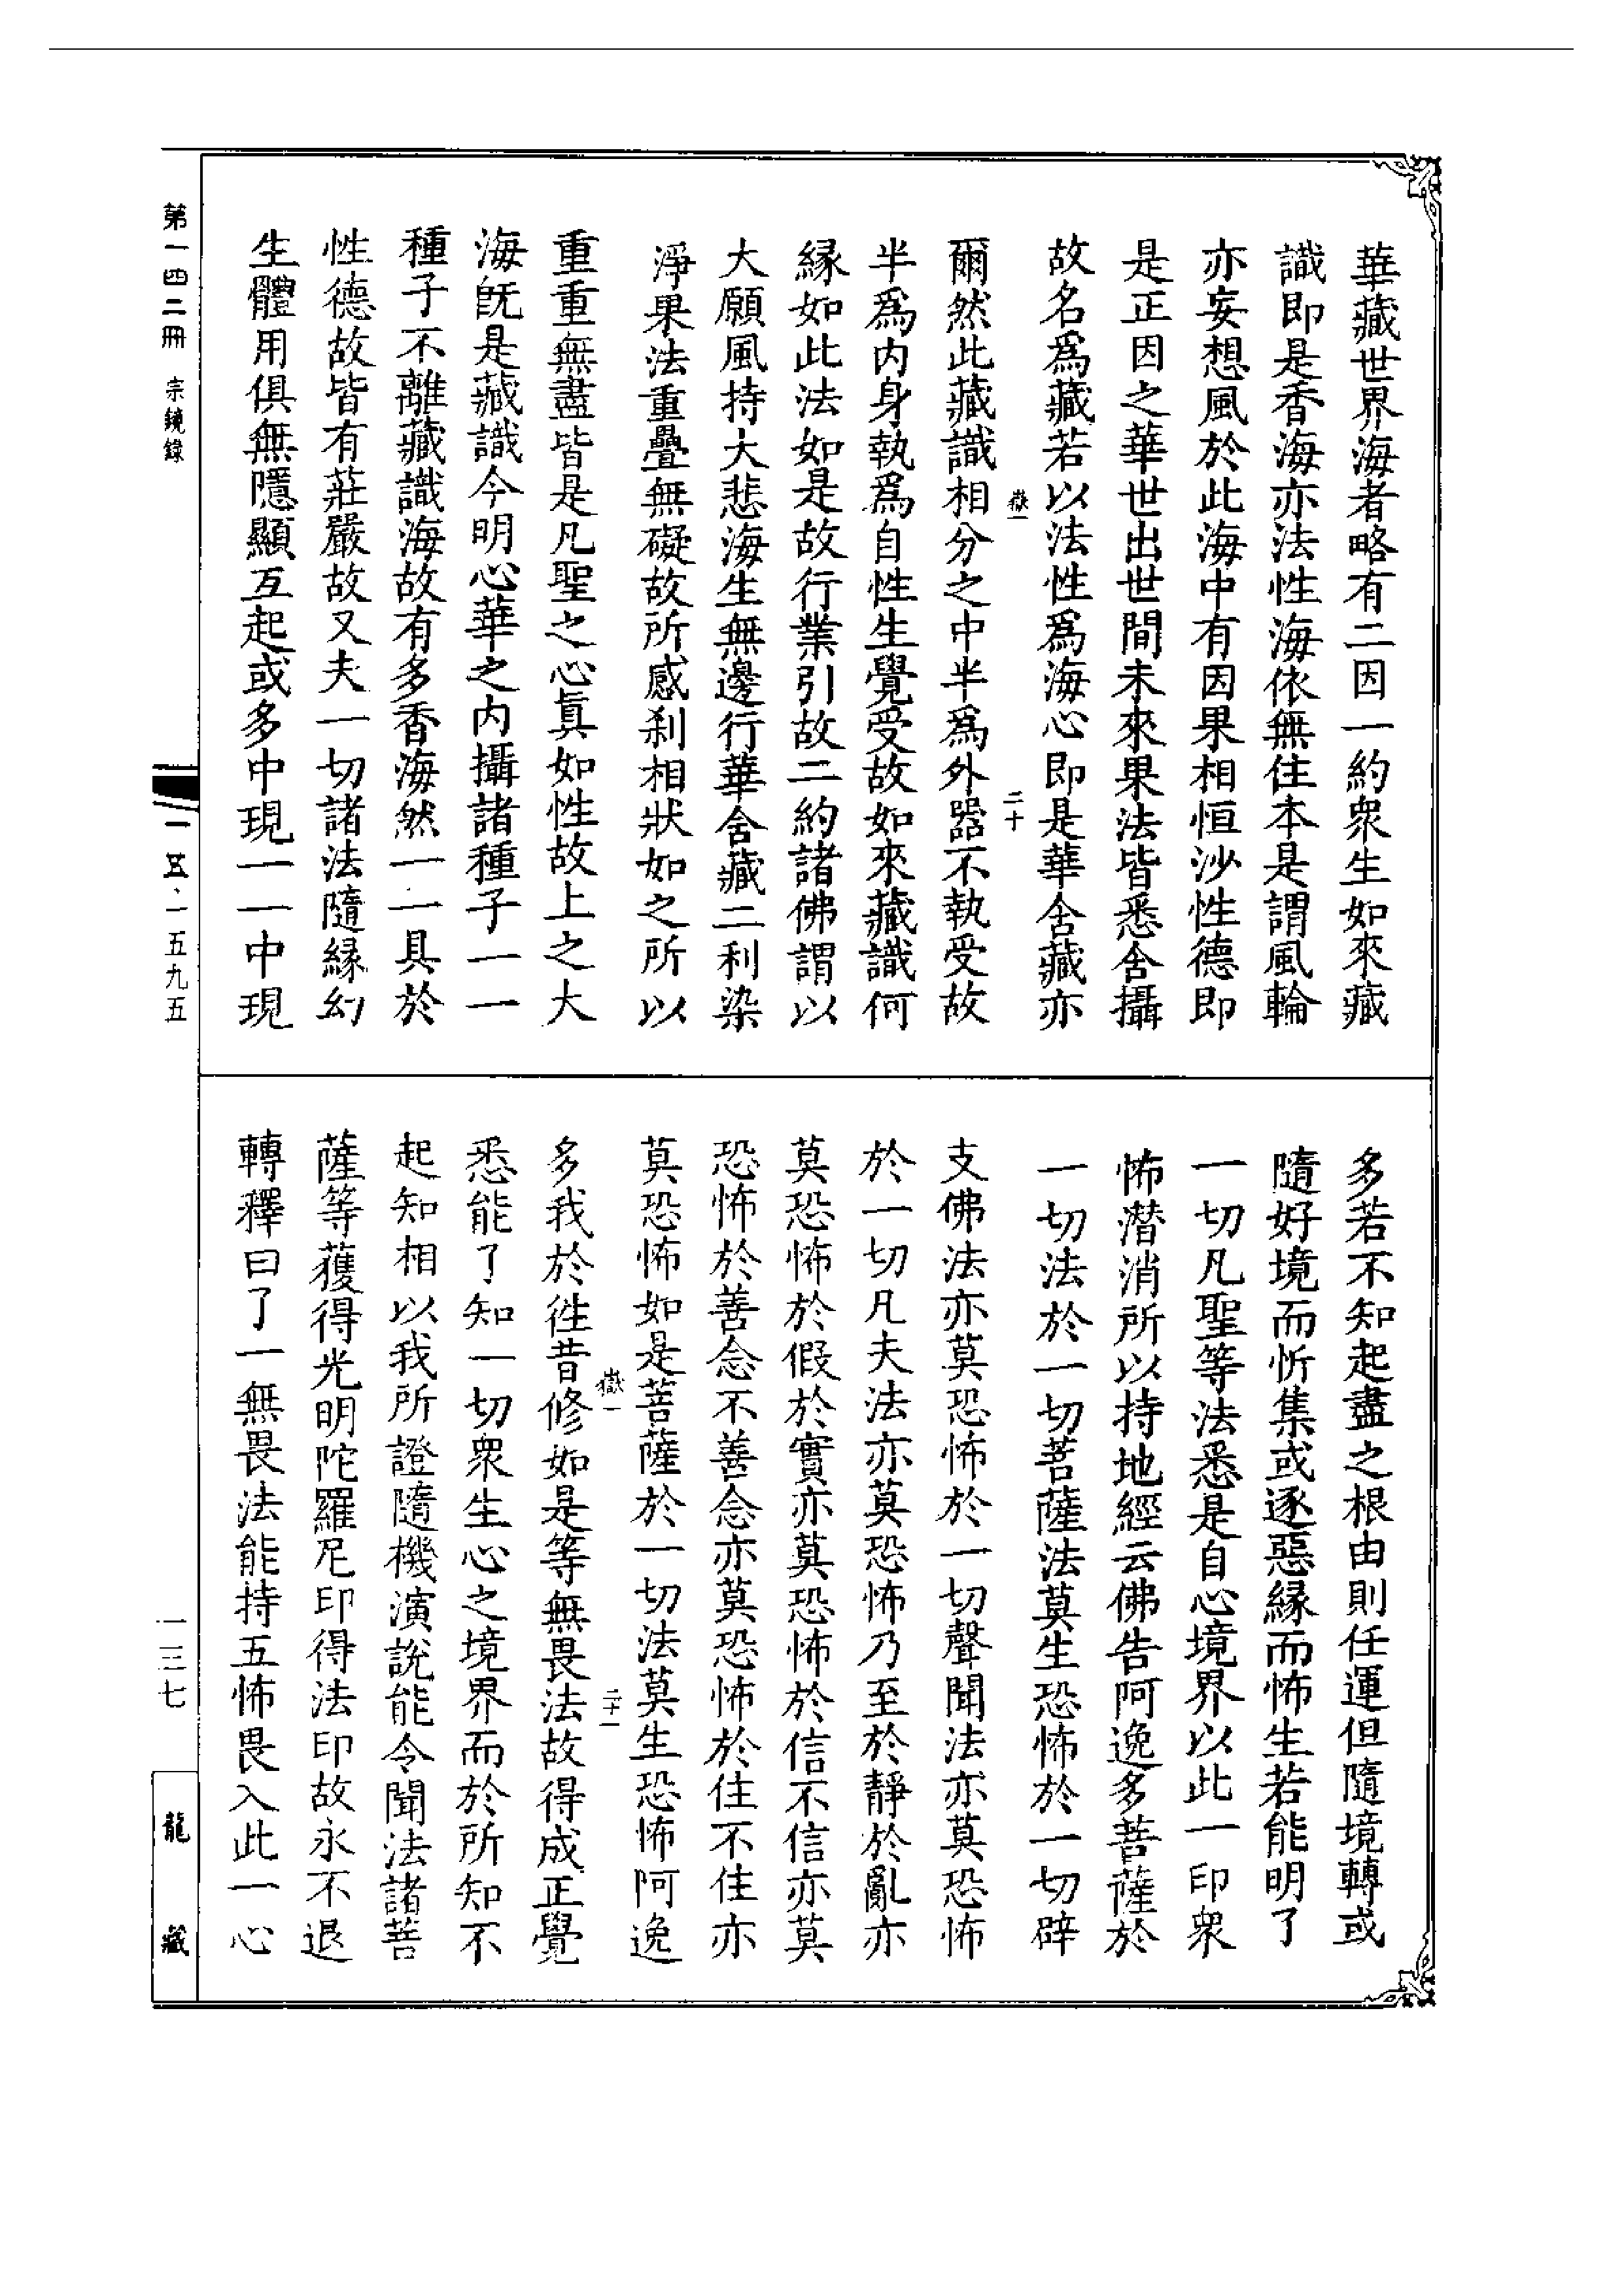 華藏世界海者略有二因一約衆生如來藏
識即是香海亦法性海依無住本是謂風輪
亦妄想風於此海中有因果相恒沙性德即
是正因之華世出世間未來果法皆悉含攝
故名爲藏若以法性爲海心即是華含藏亦
嶽一
二十
爾然此藏識相分之中半爲外器不執受故
半爲内身執爲自性生覺受故如來藏識何
緣如此法如是故行業引故二約諸佛謂以
大願風持大悲海生無邊行華含藏二利染
淨果法重疊無礙故所感刹相狀如之所以
重重無盡皆是凡聖之心真如性故上之大
海旣是藏識今明心華之内攝諸種子一一
種子不離藏識海故有多香海然一一具於
性德故皆有莊嚴故又夫一切諸法隨緣幻
生體用俱無隱顯互起或多中現一一中現
多若不知起盡之根由則任運但隨境轉或
隨好境而忻集或逐惡緣而怖生若能明了
一切凡聖等法悉是自心境界以此一印衆
怖潛消所以持地經云佛告阿逸多菩薩於
一切法於一切菩薩法莫生恐怖於一切辟
支佛法亦莫恐怖於一切聲聞法亦莫恐怖
於一切凡夫法亦莫恐怖乃至於靜於亂亦
莫恐怖於假於實亦莫恐怖於信不信亦莫
恐怖於善念不善念亦莫恐怖於住不住亦
莫恐怖如是菩薩於一切法莫生恐怖阿逸
嶽一
二十一
多我於徃昔修如是等無畏法故得成正覺
悉能了知一切衆生心之境界而於所知不
起知相以我所證隨機演說能令聞法諸菩
薩等獲得光明陀羅尼印得法印故永不退
轉釋曰了一無畏法能持五怖畏入此一心
第一四二冊 宗鏡錄
一五·一五九五
一三七
龍藏